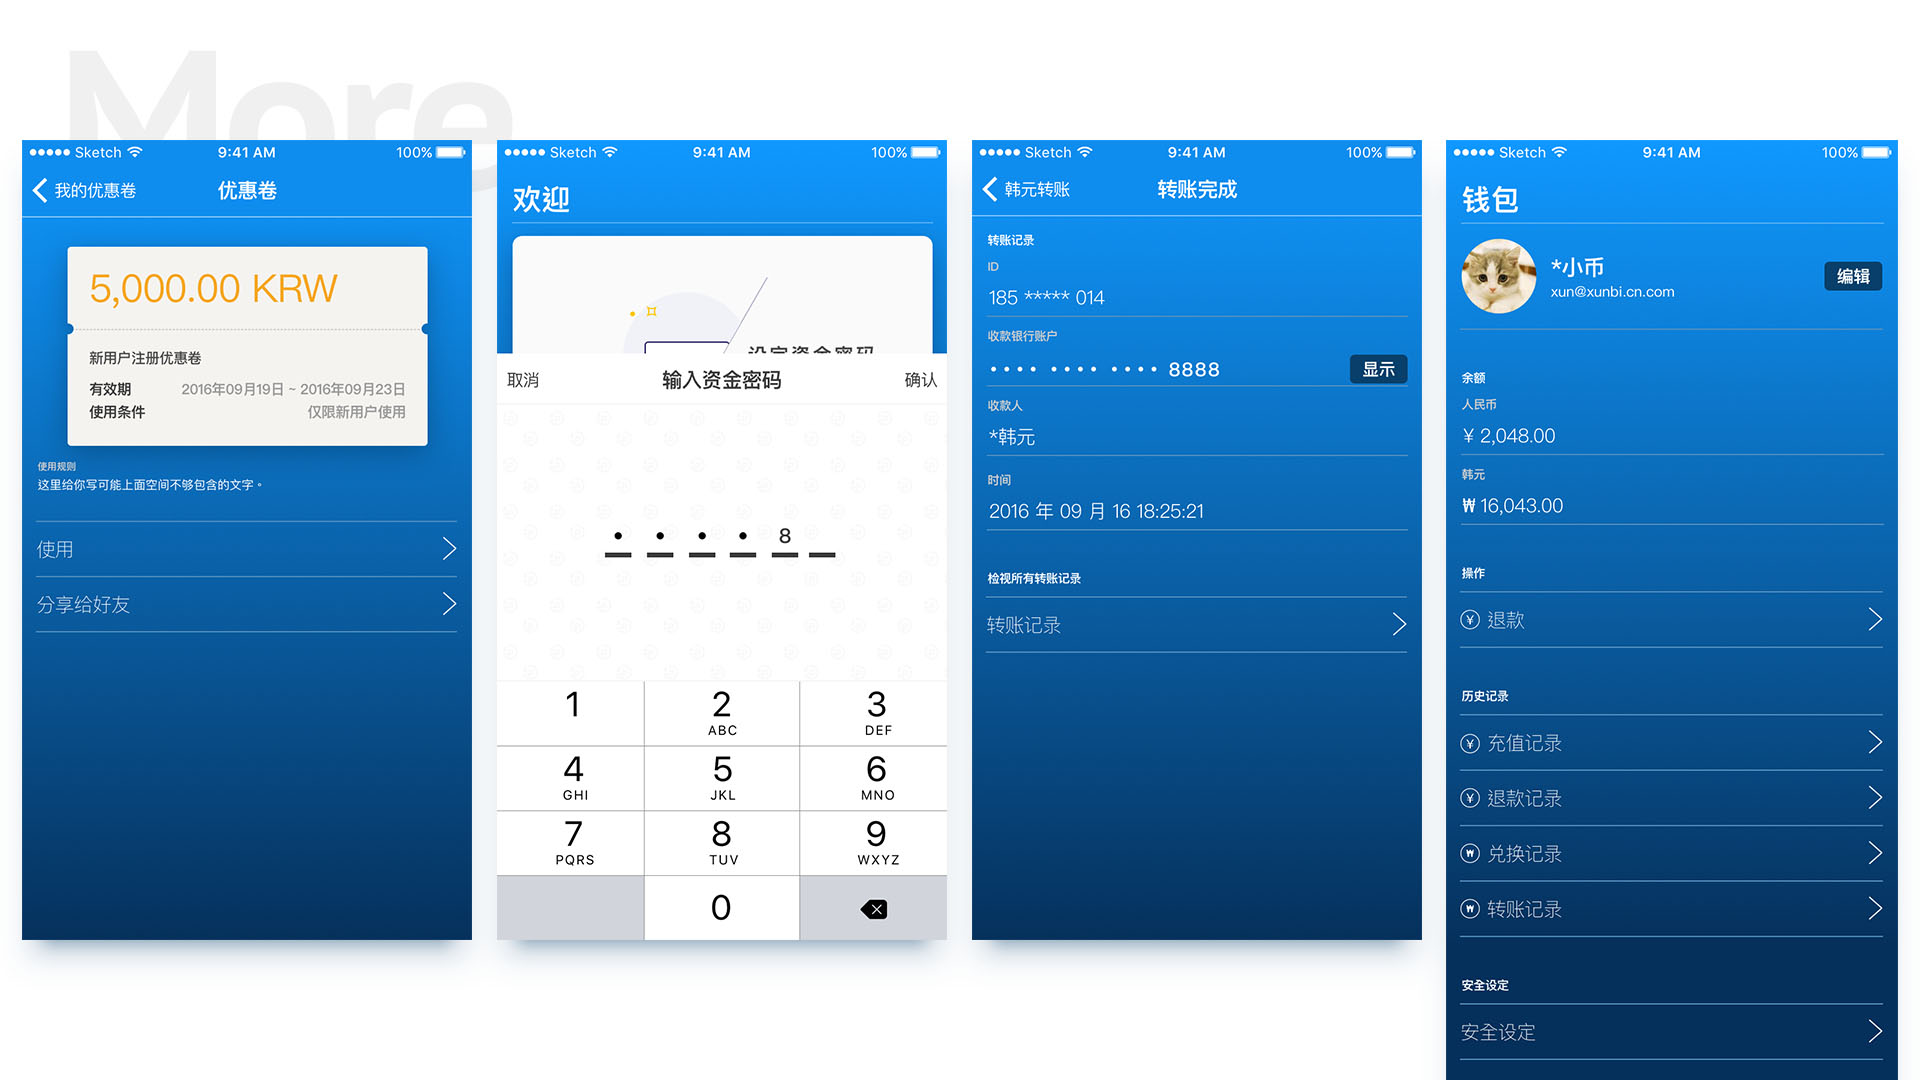 More
Sketch 9:41 AM 100%
我的优惠卷 优惠卷
5,000.00 KRW
新用户注册优惠卷
有效期 2016年09月19日 ~ 2016年09月23日
使用条件 仅限新用户使用
使用规则
这里给你写可能上面空间不够包含的文字。
使用
分享给好友
Sketch 9:41 AM 100%
欢迎
设定资金密码
取消 输入资金密码 确认
8
1 2 3
ABC DEF
4 5 6
GHI JKL MNO
7 8 9
PQRS TUV WXYZ
0
Sketch 9:41 AM 100%
韩元转账 转账完成
转账记录
ID
185 ***** 014
收款银行账户
•••• •••• •••• 8888 显示
收款人
*韩元
时间
2016 年 09 月 16 18:25:21
检视所有转账记录
转账记录
Sketch 9:41 AM 100%
钱包
*小币
xun@xunbi.cn.com
编辑
余额
人民币
¥ 2,048.00
韩元
₩ 16,043.00
操作
¥ 退款
历史记录
¥ 充值记录
¥ 退款记录
₩ 兑换记录
₩ 转账记录
安全设定
安全设定